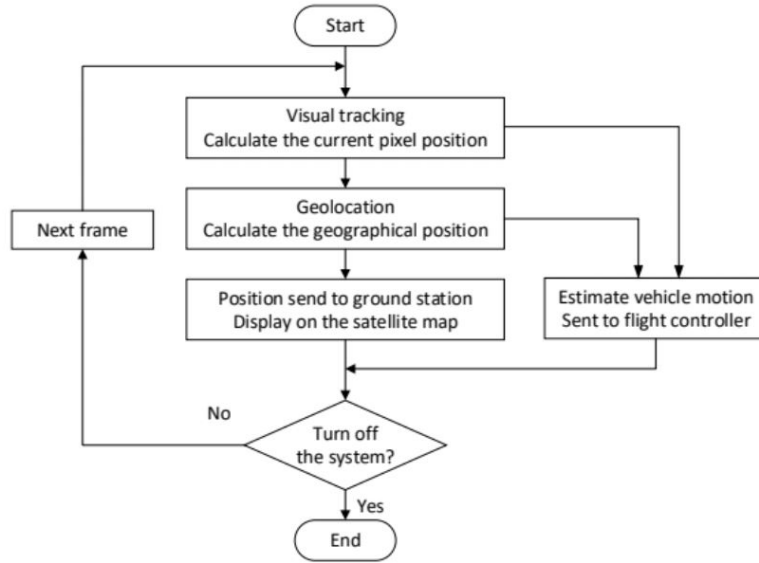 Start
Visual tracking
Calculate the current pixel position
Next frame
Geolocation
Calculate the geographical position
Position send to ground station
Display on the satellite map
Estimate vehicle motion
Sent to flight controller
No
Turn off
the system?
Yes
End